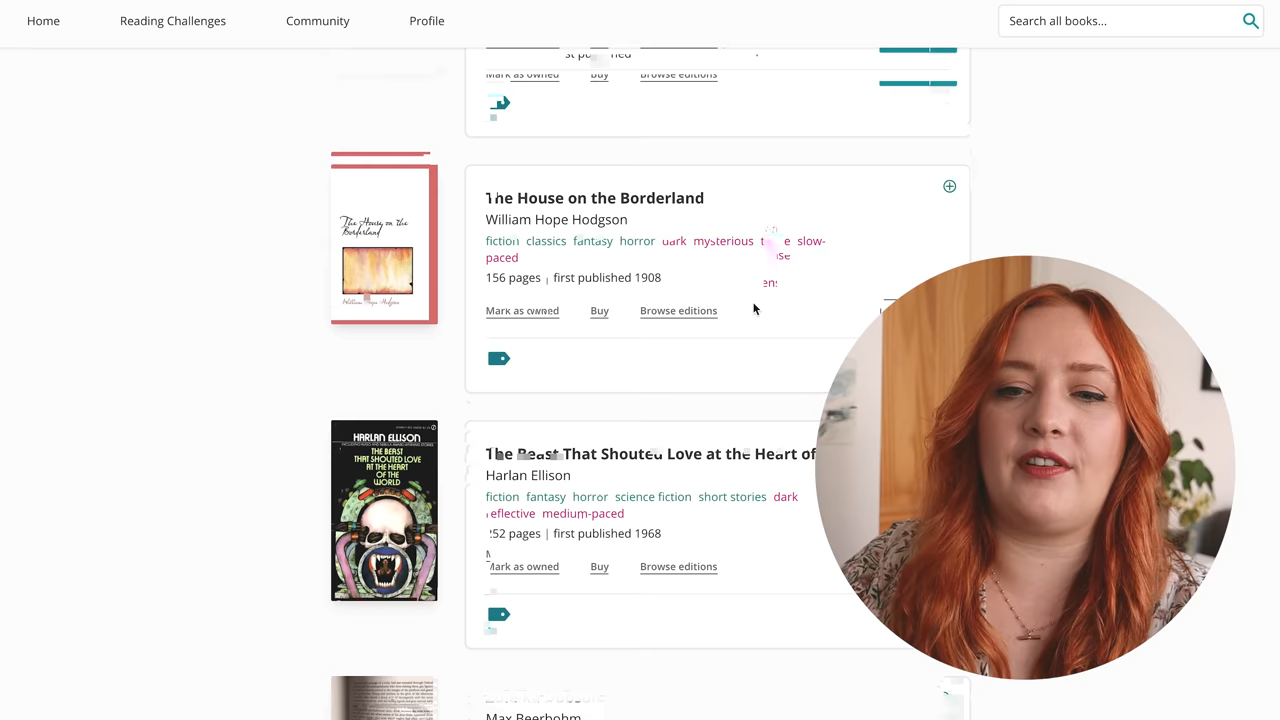 Home Reading Challenges Community Profile Search all books...
Mark as owned Buy Browse editions
The House on the Borderland
William Hope Hodgson
fiction classics fantasy horror dark mysterious slow-
paced
156 pages | first published 1908
Mark as owned Buy Browse editions
The House on the
Borderland
William Hope Hodgson
The Beast That Shouted Love at the Heart of
Harlan Ellison
fiction fantasy horror science fiction short stories dark
reflective medium-paced
252 pages | first published 1968
Mark as owned Buy Browse editions
HARLAN ELLISON
THE BEAST
THAT SHOUTED LOVE
AT THE HEART
OF THE
WORLD
Max Beerbohm